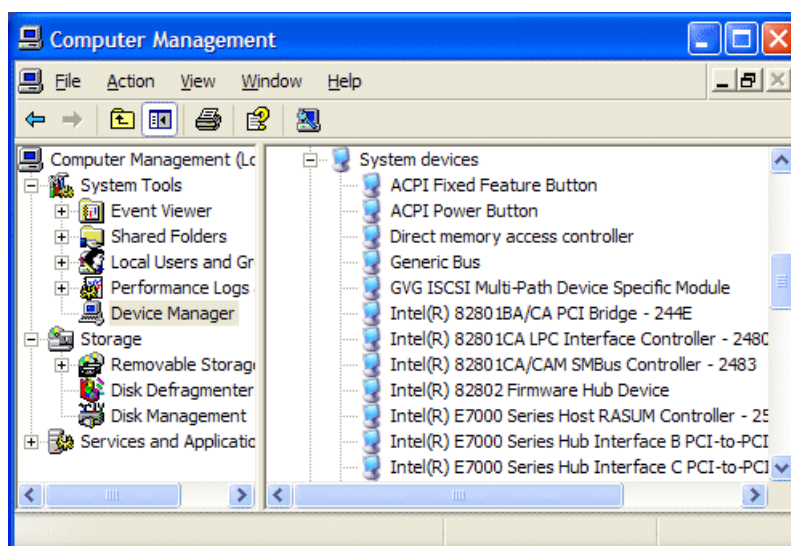 Computer Management
File Action View Window Help
Computer Management (Lo
System Tools
Event Viewer
Shared Folders
Local Users and Gr
Performance Logs
Device Manager
Storage
Removable Storag
Disk Defragmenter
Disk Management
Services and Applicatio
System devices
ACPI Fixed Feature Button
ACPI Power Button
Direct memory access controller
Generic Bus
GVG ISCSI Multi-Path Device Specific Module
Intel(R) 82801BA/CA PCI Bridge - 244E
Intel(R) 82801CA LPC Interface Controller - 2480
Intel(R) 82801CA/CAM SMBus Controller - 2483
Intel(R) 82802 Firmware Hub Device
Intel(R) E7000 Series Host RASUM Controller - 25
Intel(R) E7000 Series Hub Interface B PCI-to-PCI
Intel(R) E7000 Series Hub Interface C PCI-to-PCI